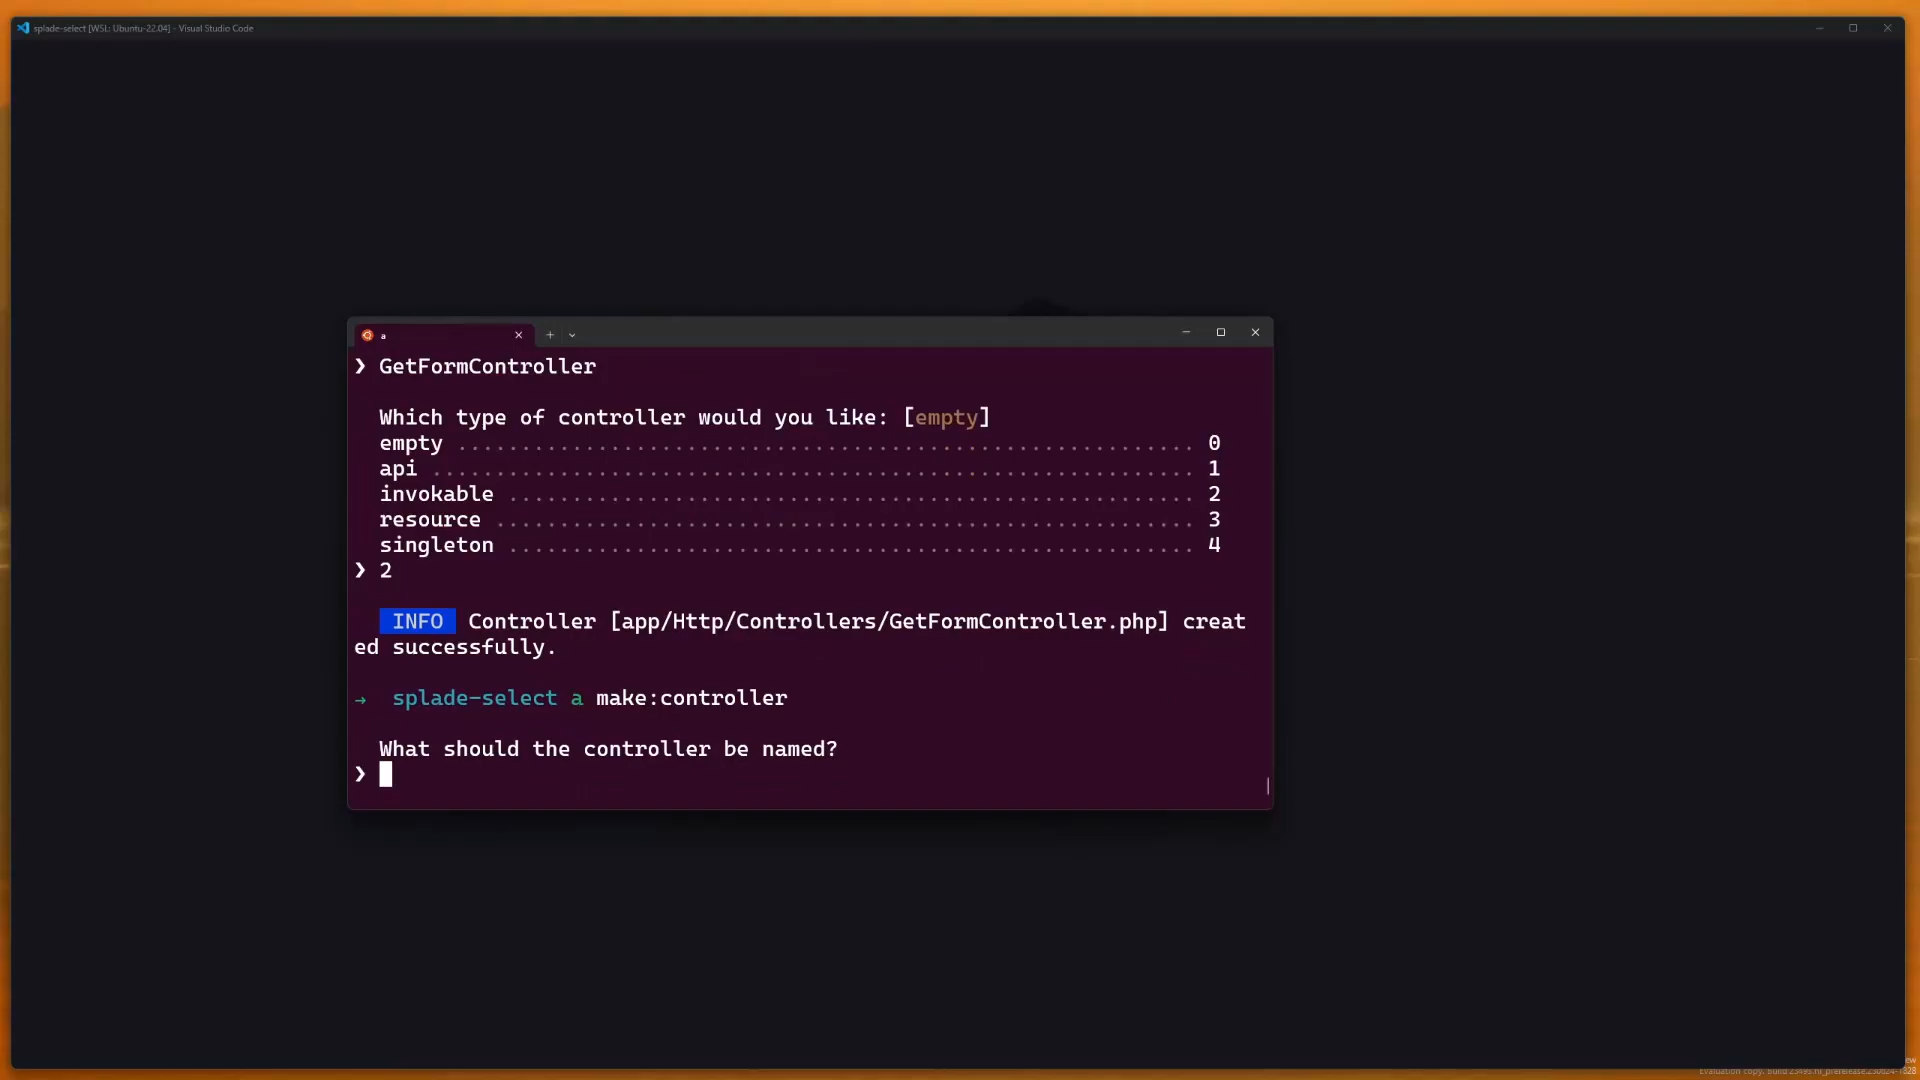 splade-select [WSL: Ubuntu-22.04] - Visual Studio Code
a
❯ GetFormController
Which type of controller would you like: [empty]
empty ......................................................... 0
api ........................................................... 1
invokable ..................................................... 2
resource ...................................................... 3
singleton ..................................................... 4
❯ 2
INFO Controller [app/Http/Controllers/GetFormController.php] creat
ed successfully.
→ splade-select a make:controller
What should the controller be named?
❯